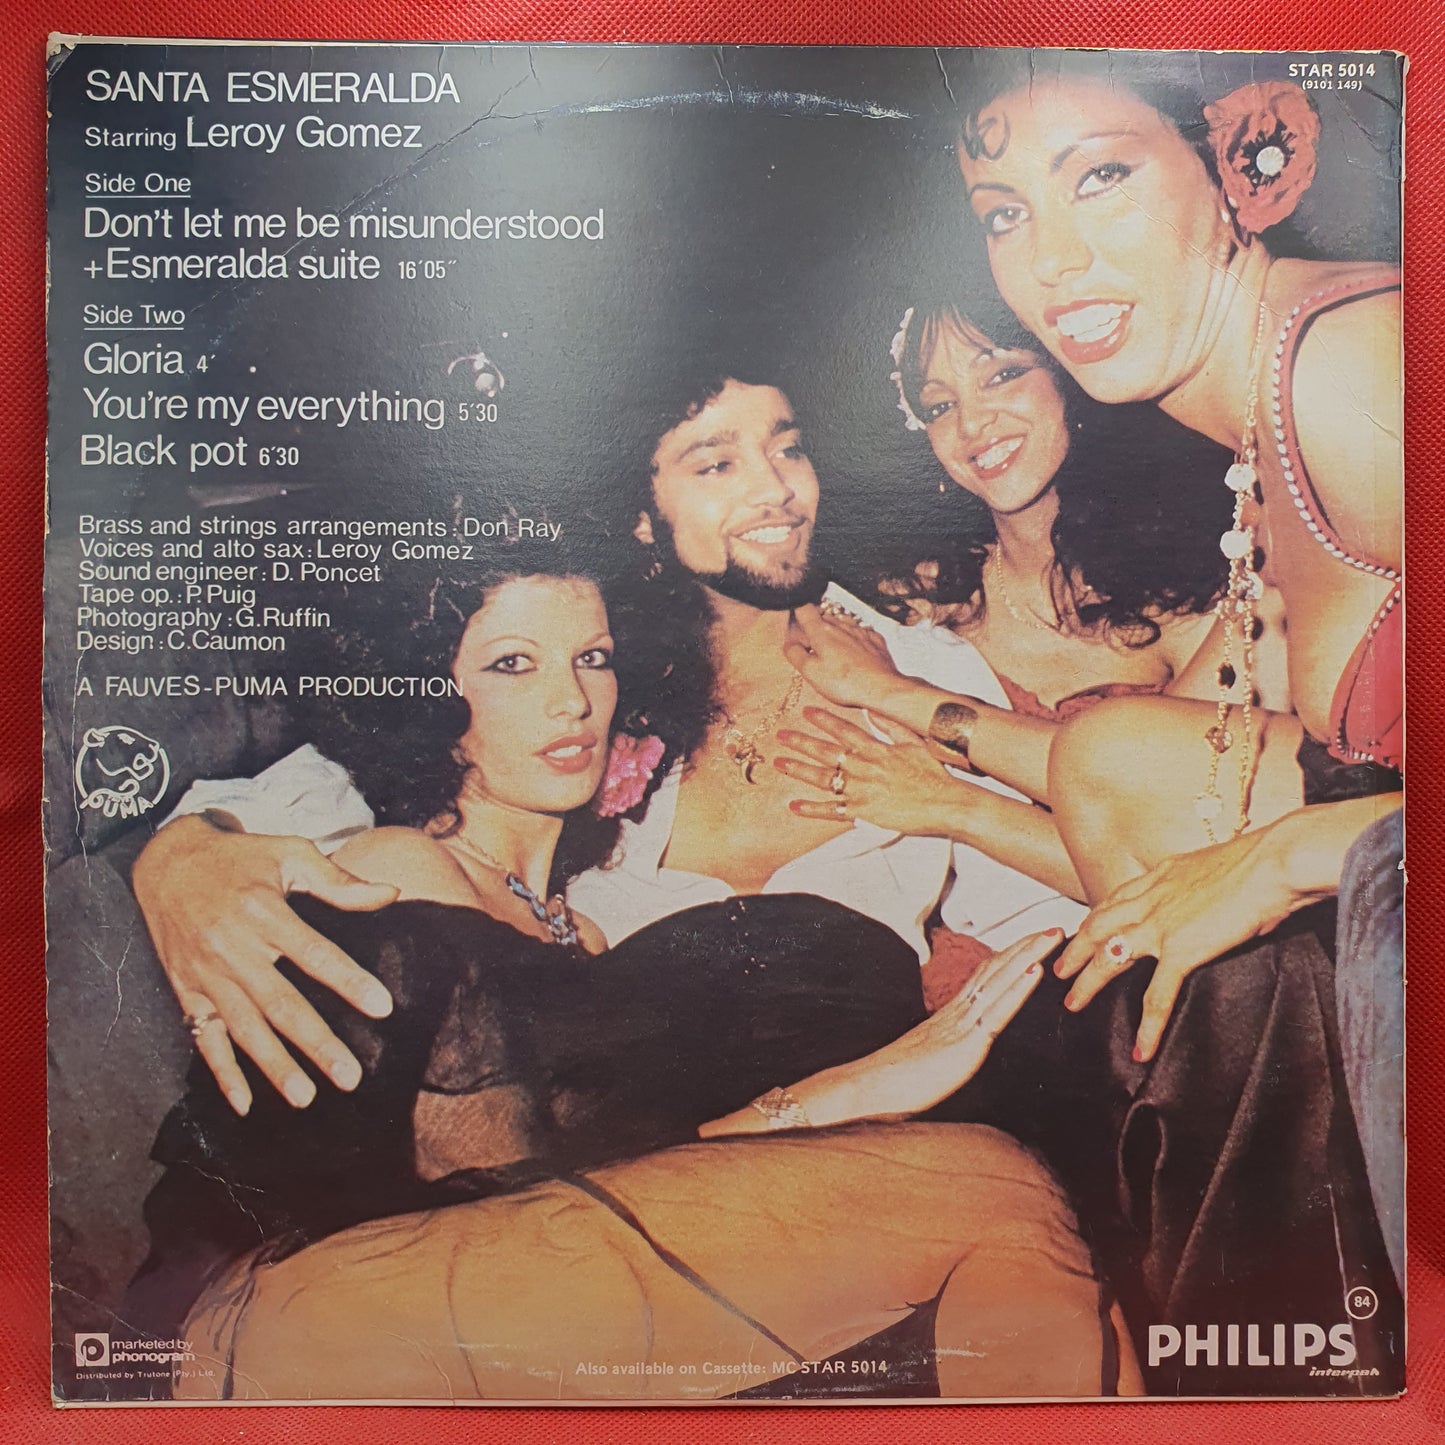 SANTA ESMERALDA
Starring Leroy Gomez
Side One
Don't let me be misunderstood
+Esmeralda suite 16'05"
Side Two
Gloria 4'
You're my everything 5'30
Black pot 6'30
Brass and strings arrangements: Don Ray
Voices and alto sax: Leroy Gomez
Sound engineer: D. Poncet
Tape op.: P. Puig
Photography: G.Ruffin
Design: C.Caumon
A FAUVES-PUMA PRODUCTION
PUMA
STAR 5014
(9101 149)
marketed by
phonogram
Distributed by Trutone (Pty.) Ltd.
Also available on Cassette: MC STAR 5014
84
PHILIPS
interpak